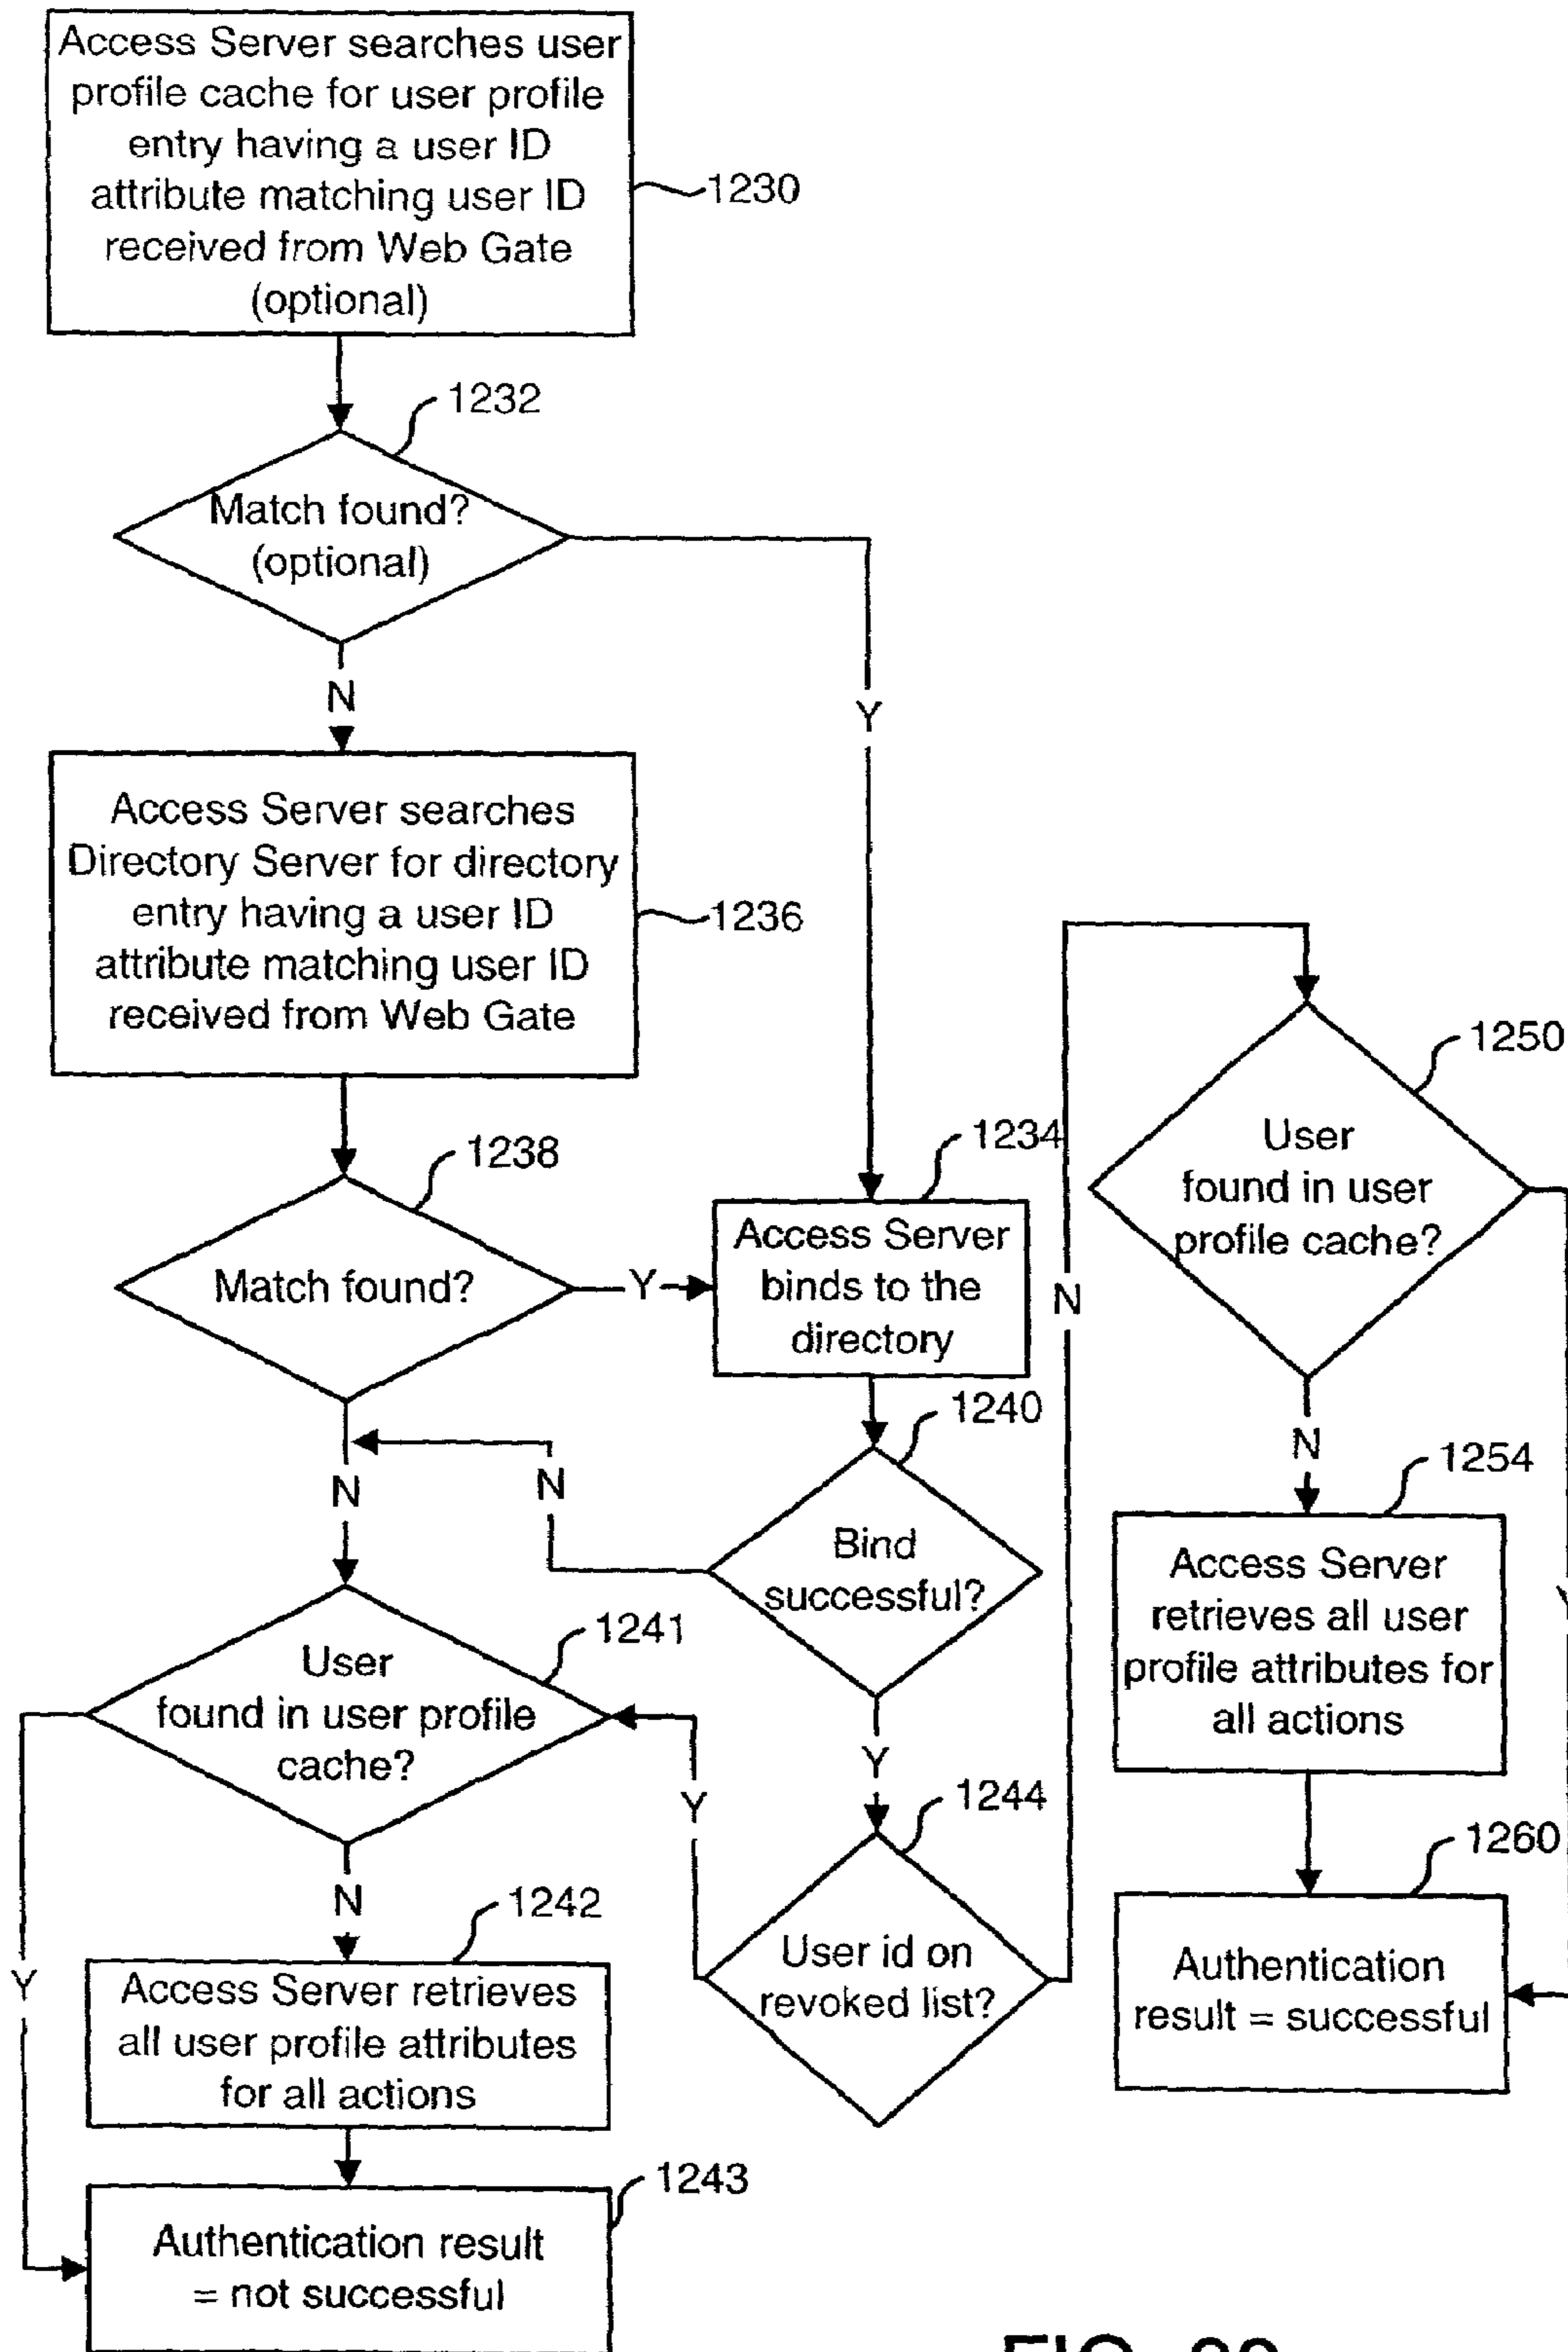 Access Server searches user
profile cache for user profile
entry having a user ID
attribute matching user ID
received from Web Gate
(optional)
1230
1232
Match found?
(optional)
N
Y
Access Server searches
Directory Server for directory
entry having a user ID
attribute matching user ID
received from Web Gate
1236
1238
Match found?
Y
N
1234
Access Server
binds to the
directory
1240
Bind
successful?
N
Y
1241
User
found in user profile
cache?
Y
N
1242
Access Server retrieves
all user profile attributes
for all actions
1243
Authentication result
= not successful
1244
User id on
revoked list?
Y
N
1250
User
found in user
profile cache?
N
1254
Access Server
retrieves all user
profile attributes for
all actions
1260
Authentication
result = successful